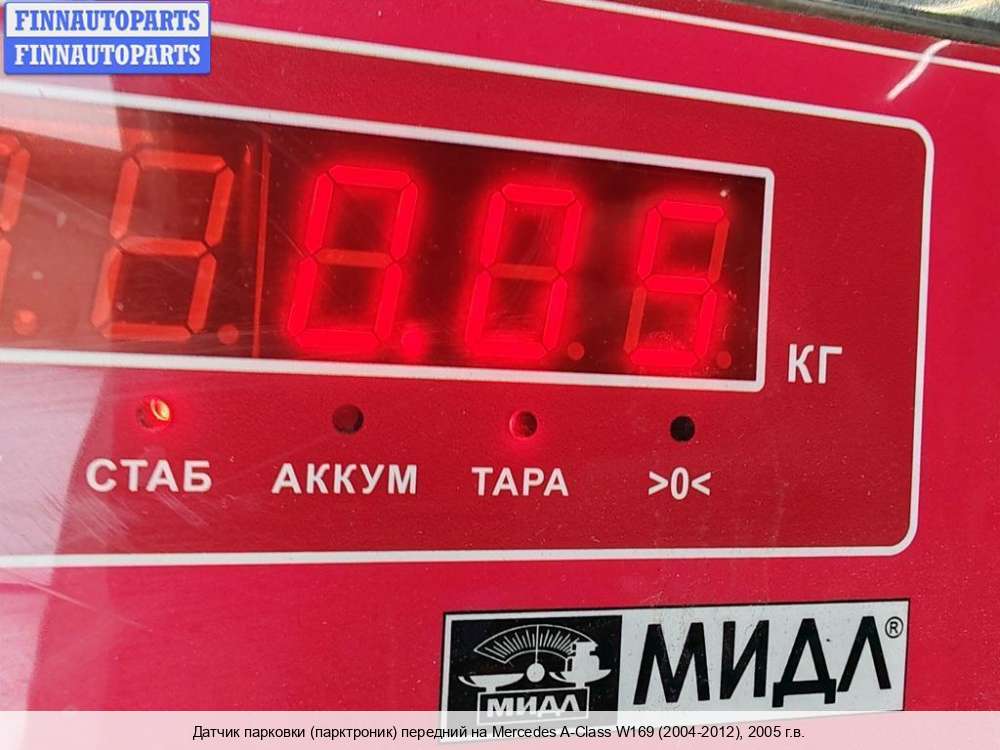 FINNAUTOPARTS
FINNAUTOPARTS
0.05
КГ
СТАБ АККУМ ТАРА >0<
МИДЛ®
МИДЛ
Датчик парковки (парктроник) передний на Mercedes A-Class W169 (2004-2012), 2005 г.в.